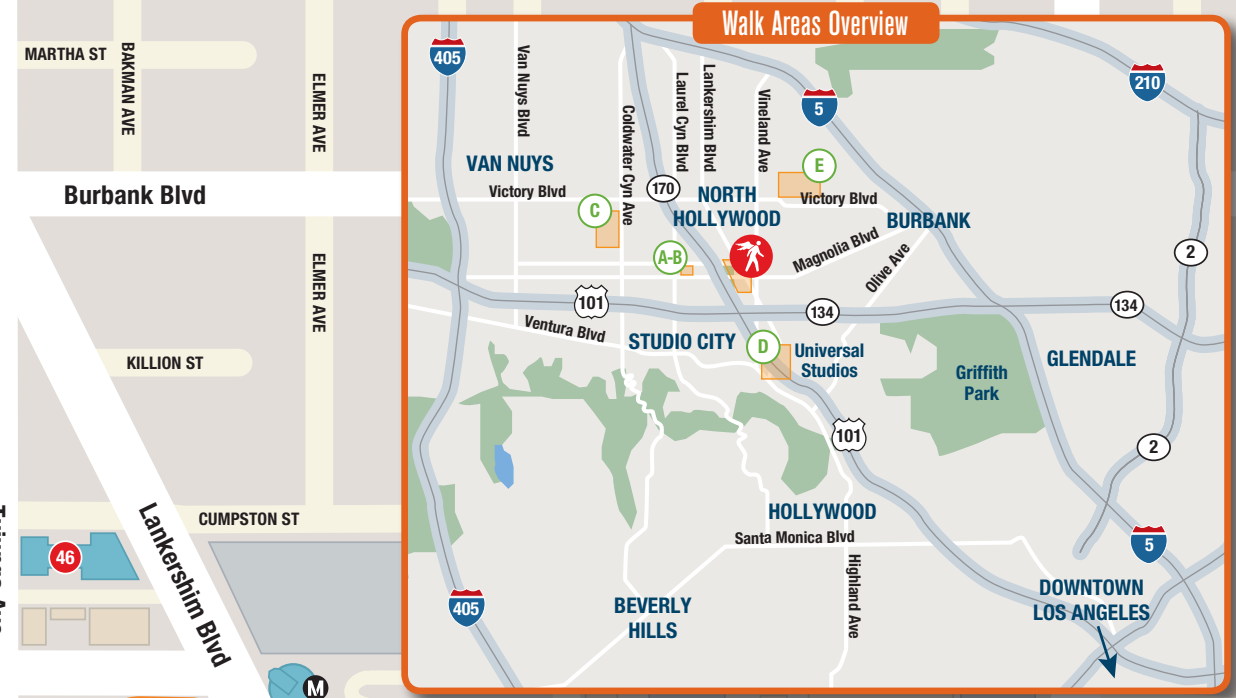 MARTHA ST
BAKMAN AVE
ELMER AVE
Burbank Blvd
ELMER AVE
KILLION ST
CUMPSTON ST
46
Lankershim Blvd
M
Walk Areas Overview
405
Van Nuys Blvd
Coldwater Cyn Ave
Laurel Cyn Blvd
Lankershim Blvd
Vineland Ave
5
210
VAN NUYS
Victory Blvd
170
NORTH
HOLLYWOOD
E
Victory Blvd
C
BURBANK
A-B
Magnolia Blvd
Olive Ave
2
101
134
134
Ventura Blvd
STUDIO CITY
D
Universal
Studios
Griffith
Park
GLENDALE
101
2
HOLLYWOOD
Santa Monica Blvd
Highland Ave
5
405
BEVERLY
HILLS
DOWNTOWN
LOS ANGELES